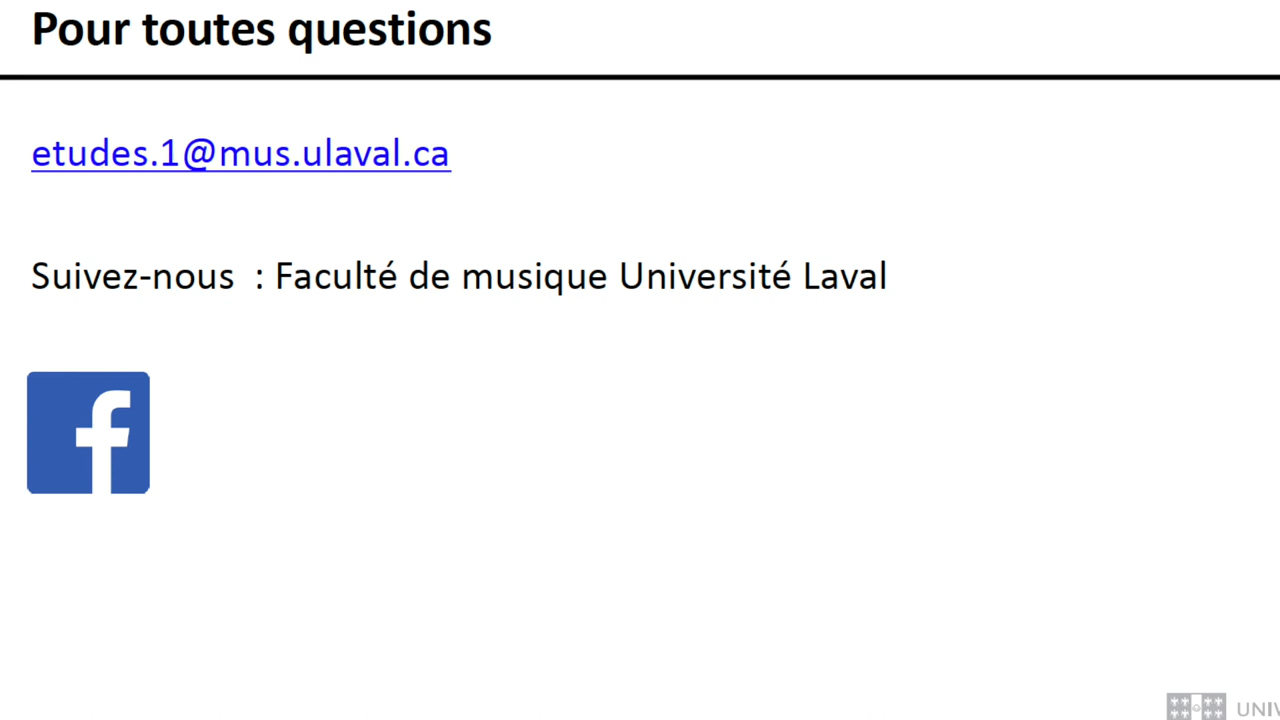 Pour toutes questions
etudes.1@mus.ulaval.ca
Suivez-nous  : Faculté de musique Université Laval